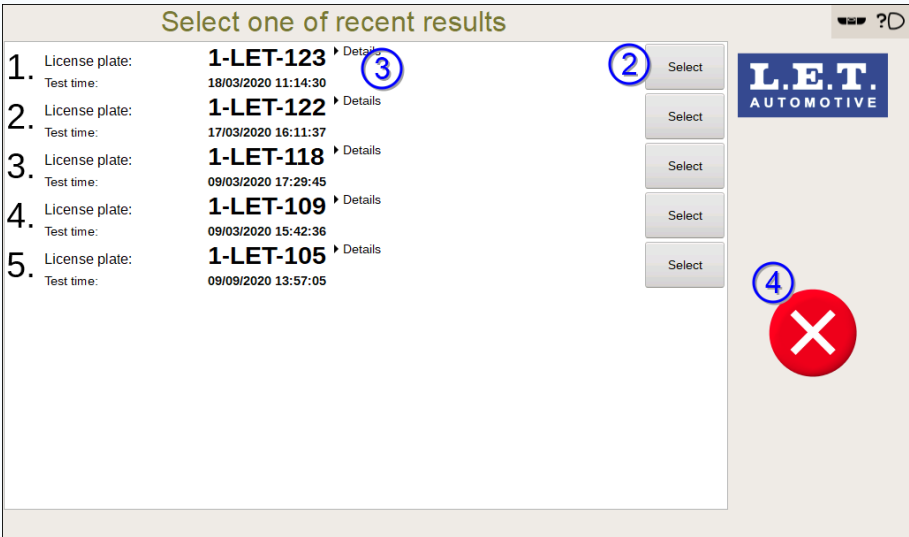 Select one of recent results
?
1. License plate: 1-LET-123 Details
Test time: 18/03/2020 11:14:30
Select
2. License plate: 1-LET-122 Details
Test time: 17/03/2020 16:11:37
Select
3. License plate: 1-LET-118 Details
Test time: 09/03/2020 17:29:45
Select
4. License plate: 1-LET-109 Details
Test time: 09/03/2020 15:42:36
Select
5. License plate: 1-LET-105 Details
Test time: 09/09/2020 13:57:05
Select
3
2
L.E.T.
AUTOMOTIVE
4